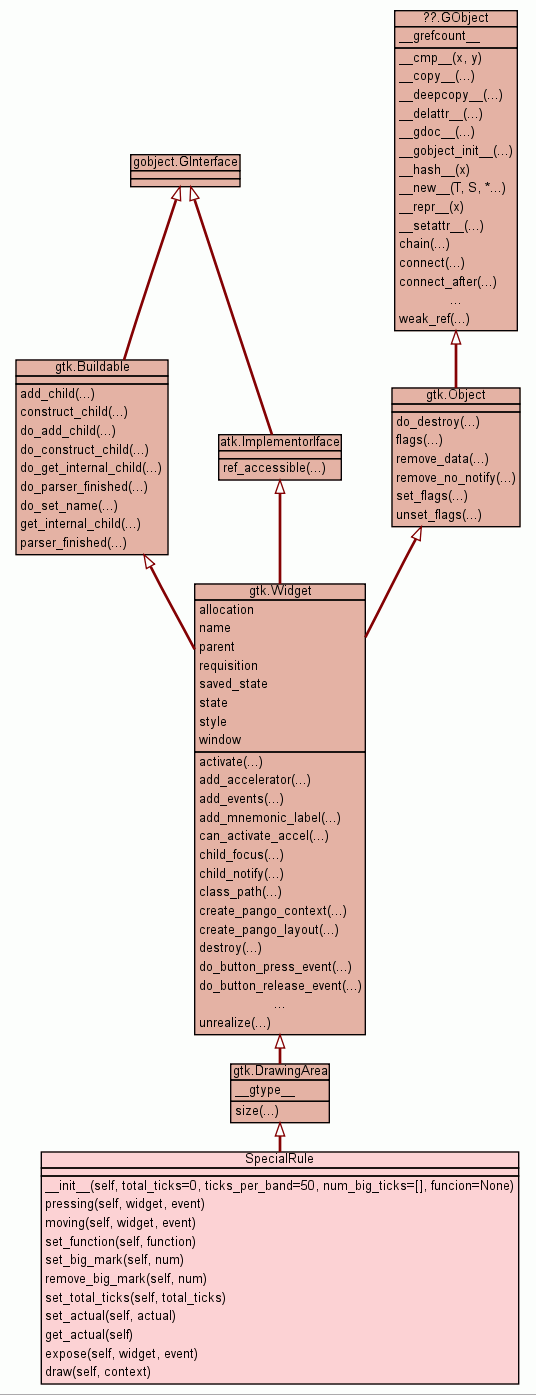 ??.GObject
__grefcount__
__cmp__(x, y)
__copy__(...)
__deepcopy__(...)
__delattr__(...)
__gdoc__(...)
__gobject_init__(...)
__hash__(x)
__new__(T, S, *...)
__repr__(x)
__setattr__(...)
chain(...)
connect(...)
connect_after(...)
...
weak_ref(...)
gobject.GInterface
gtk.Buildable
add_child(...)
construct_child(...)
do_add_child(...)
do_construct_child(...)
do_get_internal_child(...)
do_parser_finished(...)
do_set_name(...)
get_internal_child(...)
parser_finished(...)
atk.ImplementorIface
ref_accessible(...)
gtk.Object
do_destroy(...)
flags(...)
remove_data(...)
remove_no_notify(...)
set_flags(...)
unset_flags(...)
gtk.Widget
allocation
name
parent
requisition
saved_state
state
style
window
activate(...)
add_accelerator(...)
add_events(...)
add_mnemonic_label(...)
can_activate_accel(...)
child_focus(...)
child_notify(...)
class_path(...)
create_pango_context(...)
create_pango_layout(...)
destroy(...)
do_button_press_event(...)
do_button_release_event(...)
...
unrealize(...)
gtk.DrawingArea
__gtype__
size(...)
SpecialRule
__init__(self, total_ticks=0, ticks_per_band=50, num_big_ticks=[], funcion=None)
pressing(self, widget, event)
moving(self, widget, event)
set_function(self, function)
set_big_mark(self, num)
remove_big_mark(self, num)
set_total_ticks(self, total_ticks)
set_actual(self, actual)
get_actual(self)
expose(self, widget, event)
draw(self, context)